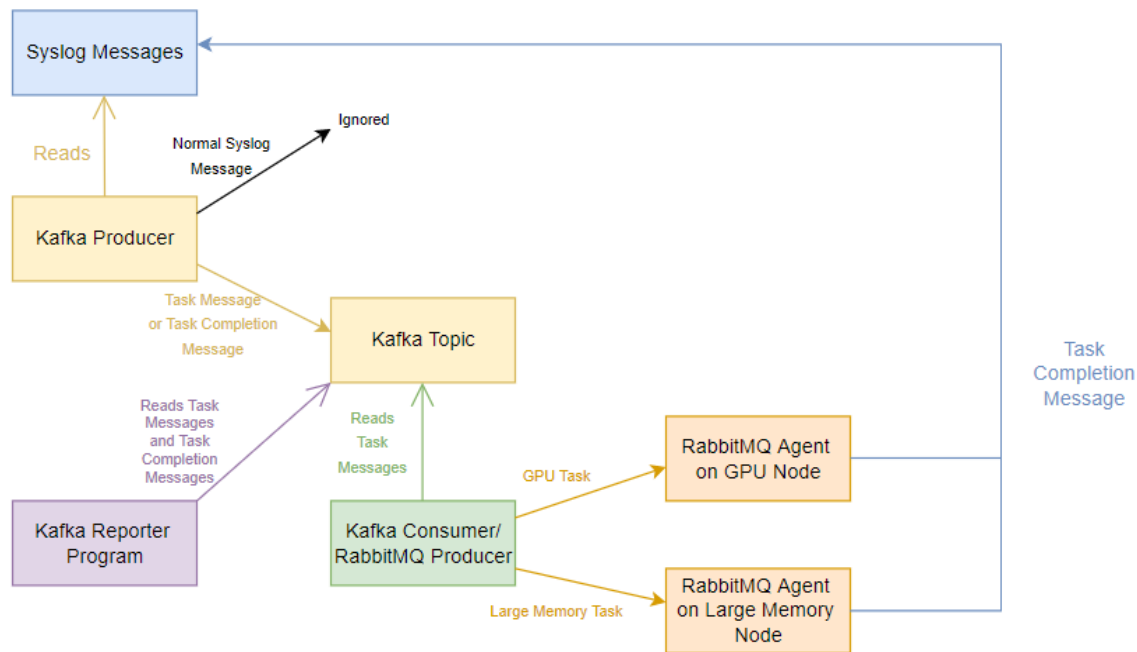 Syslog Messages
Ignored
Normal Syslog
Message
Reads
Kafka Producer
Task Message
or Task Completion
Message
Kafka Topic
Task
Completion
Message
Reads Task
Messages
and Task
Completion
Messages
Reads
Task
Messages
GPU Task
RabbitMQ Agent
on GPU Node
Kafka Reporter
Program
Kafka Consumer/
RabbitMQ Producer
Large Memory Task
RabbitMQ Agent
on Large Memory
Node